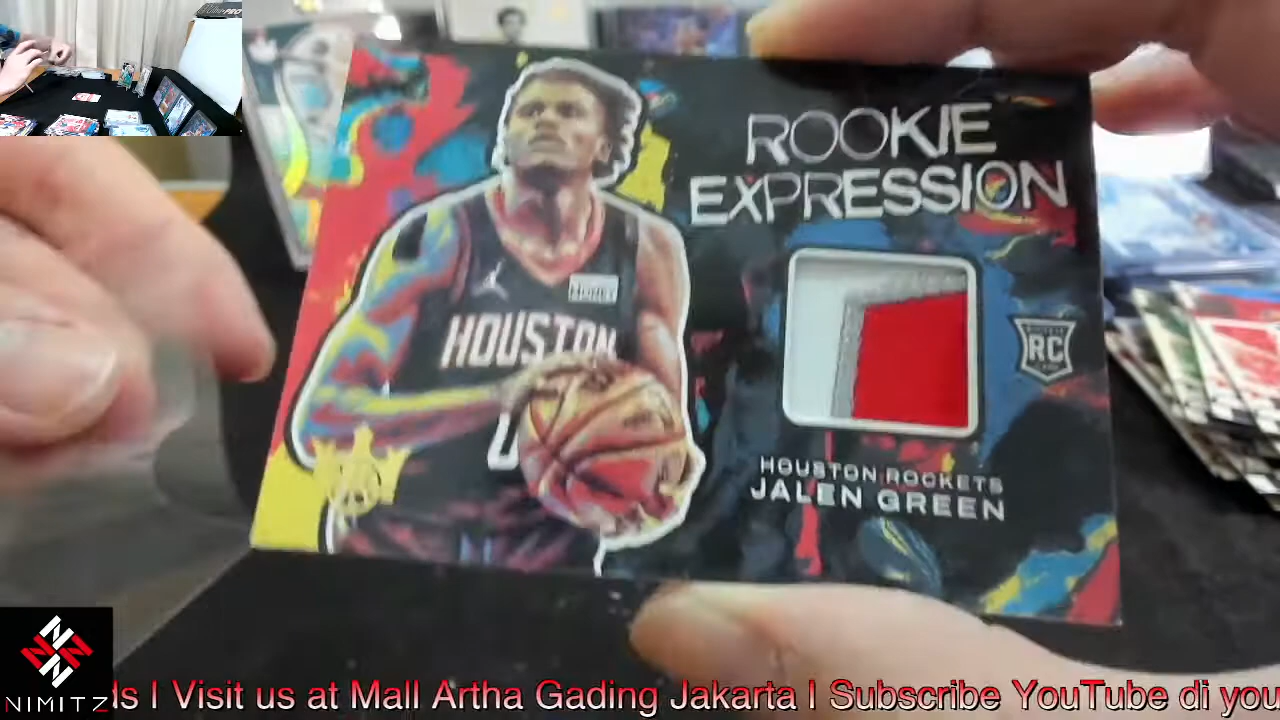 ROOKIE
EXPRESSION
HOUSTON
RC
HOUSTON ROCKETS
JALEN GREEN
NIMITZ
ds I Visit us at Mall Artha Gading Jakarta I Subscribe YouTube di you